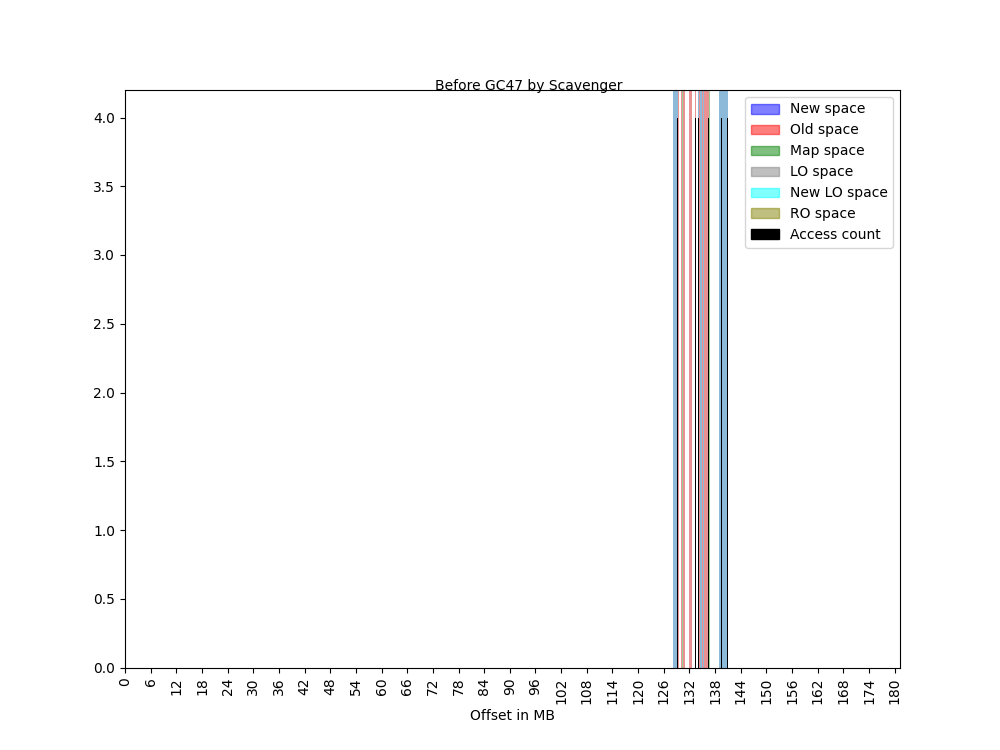 Before GC47 by Scavenger
4.0
3.5
3.0
2.5
2.0
1.5
1.0
0.5
0.0
New space
Old space
Map space
LO space
New LO space
RO space
Access count
0 6 12 18 24 30 36 42 48 54 60 66 72 78 84 90 96 102 108 114 120 126 132 138 144 150 156 162 168 174 180
Offset in MB